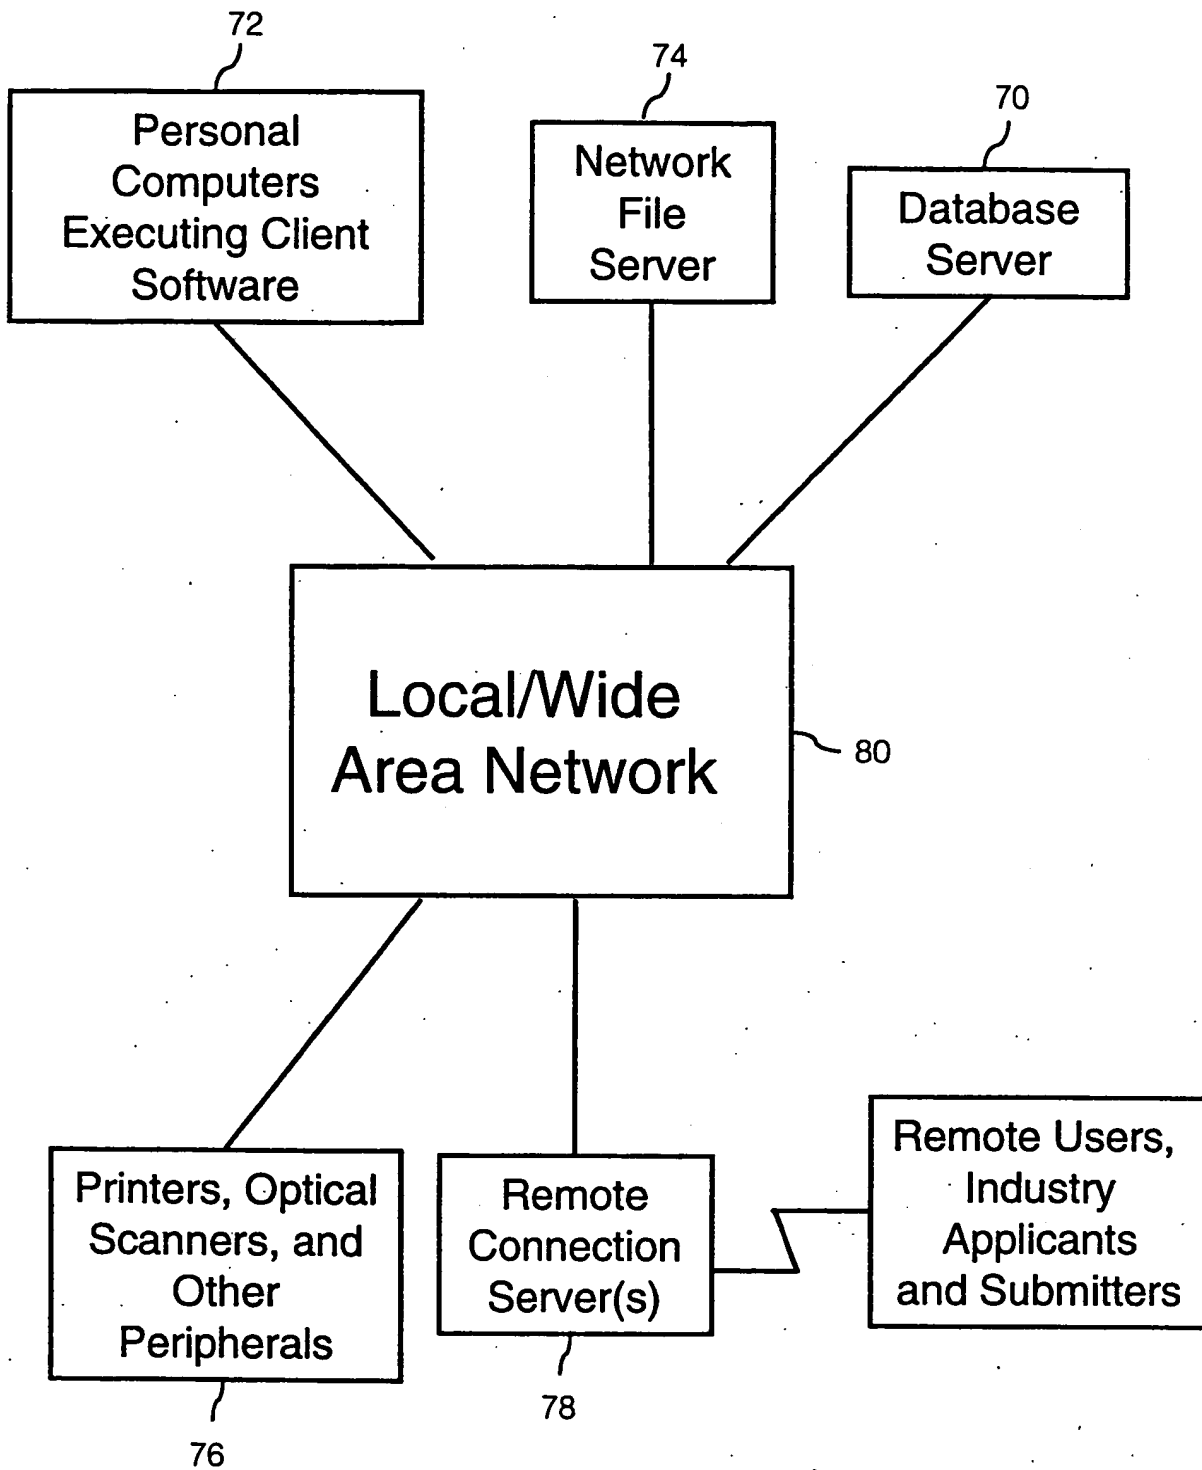 72
Personal
Computers
Executing Client
Software
74
Network
File
Server
70
Database
Server
Local/Wide
Area Network
80
Printers, Optical
Scanners, and
Other
Peripherals
76
Remote
Connection
Server(s)
78
Remote Users,
Industry
Applicants
and Submitters